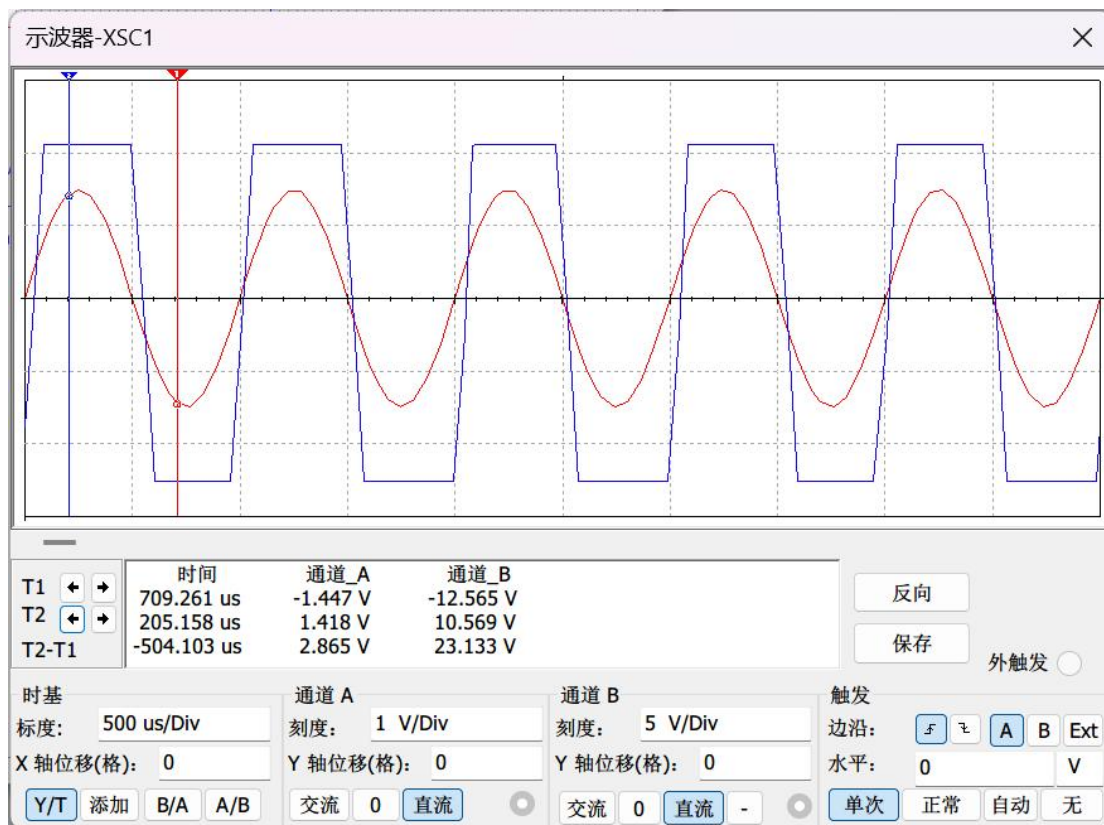 示波器-XSC1
2
1
时间 通道_A 通道_B
T1 709.261 us -1.447 V -12.565 V
T2 205.158 us 1.418 V 10.569 V
T2-T1 -504.103 us 2.865 V 23.133 V
反向
保存
外触发
时基
标度: 500 us/Div
X 轴位移(格): 0
Y/T 添加 B/A A/B
通道 A
刻度: 1 V/Div
Y 轴位移(格): 0
交流 0 直流
通道 B
刻度: 5 V/Div
Y 轴位移(格): 0
交流 0 直流 -
触发
边沿: A B Ext
水平: 0 V
单次 正常 自动 无